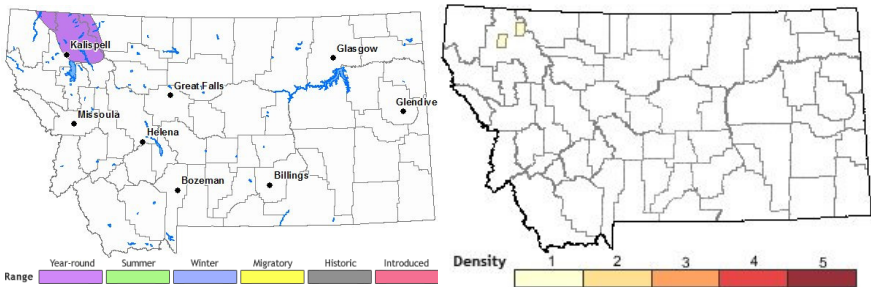 Kalispell
Glasgow
Great Falls
Glendive
Missoula
Helena
Bozeman
Billings
Range Year-round Summer Winter Migratory Historic Introduced
Density 1 2 3 4 5